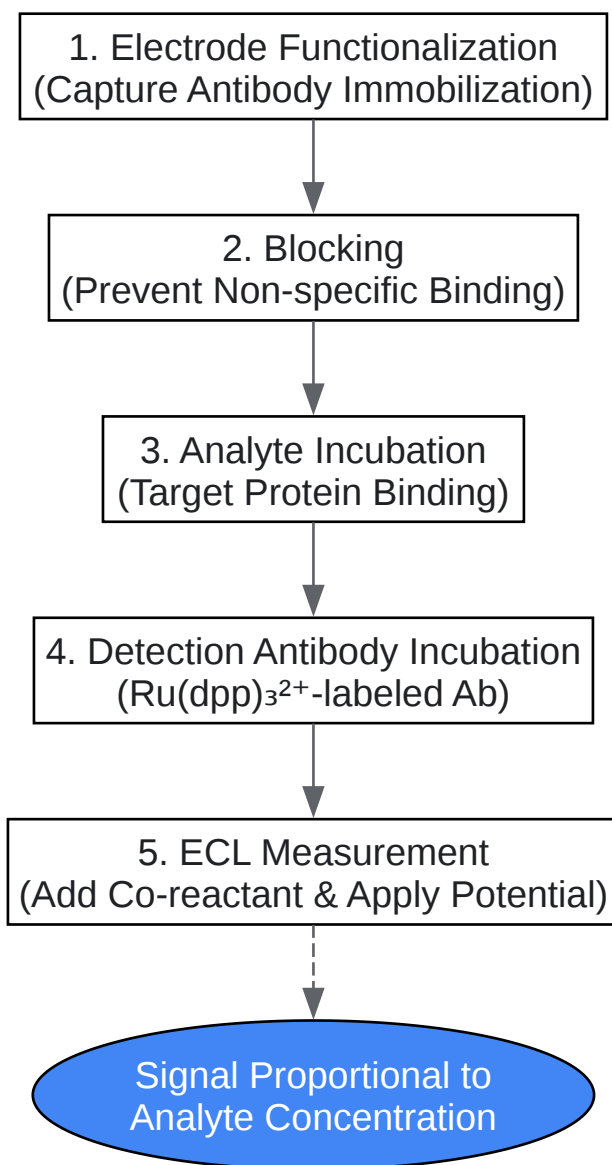 1. Electrode Functionalization
(Capture Antibody Immobilization)
2. Blocking
(Prevent Non-specific Binding)
3. Analyte Incubation
(Target Protein Binding)
4. Detection Antibody Incubation
(Ru(dpp)₃²⁺-labeled Ab)
5. ECL Measurement
(Add Co-reactant & Apply Potential)
Signal Proportional to
Analyte Concentration